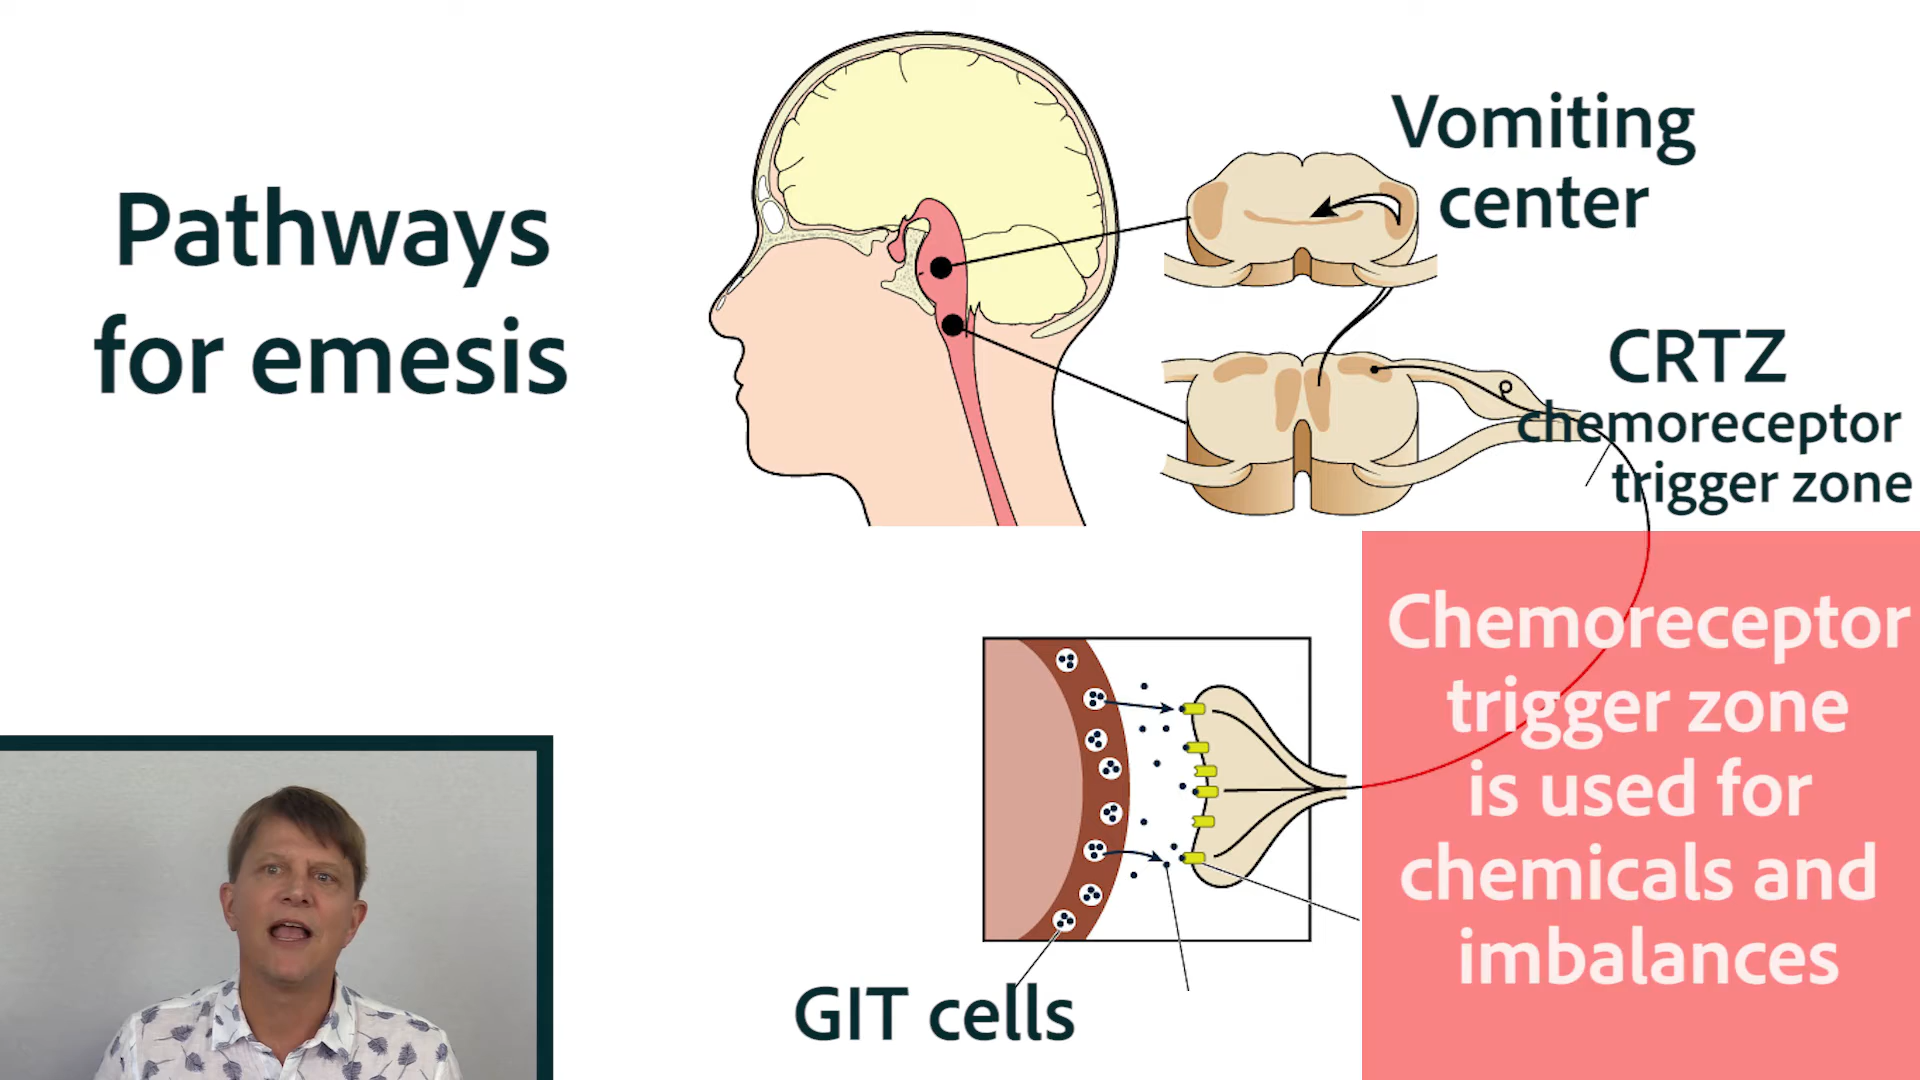 Pathways
for emesis
Vomiting
center
CRTZ
chemoreceptor
trigger zone
Chemoreceptor
trigger zone
is used for
chemicals and
imbalances
GIT cells